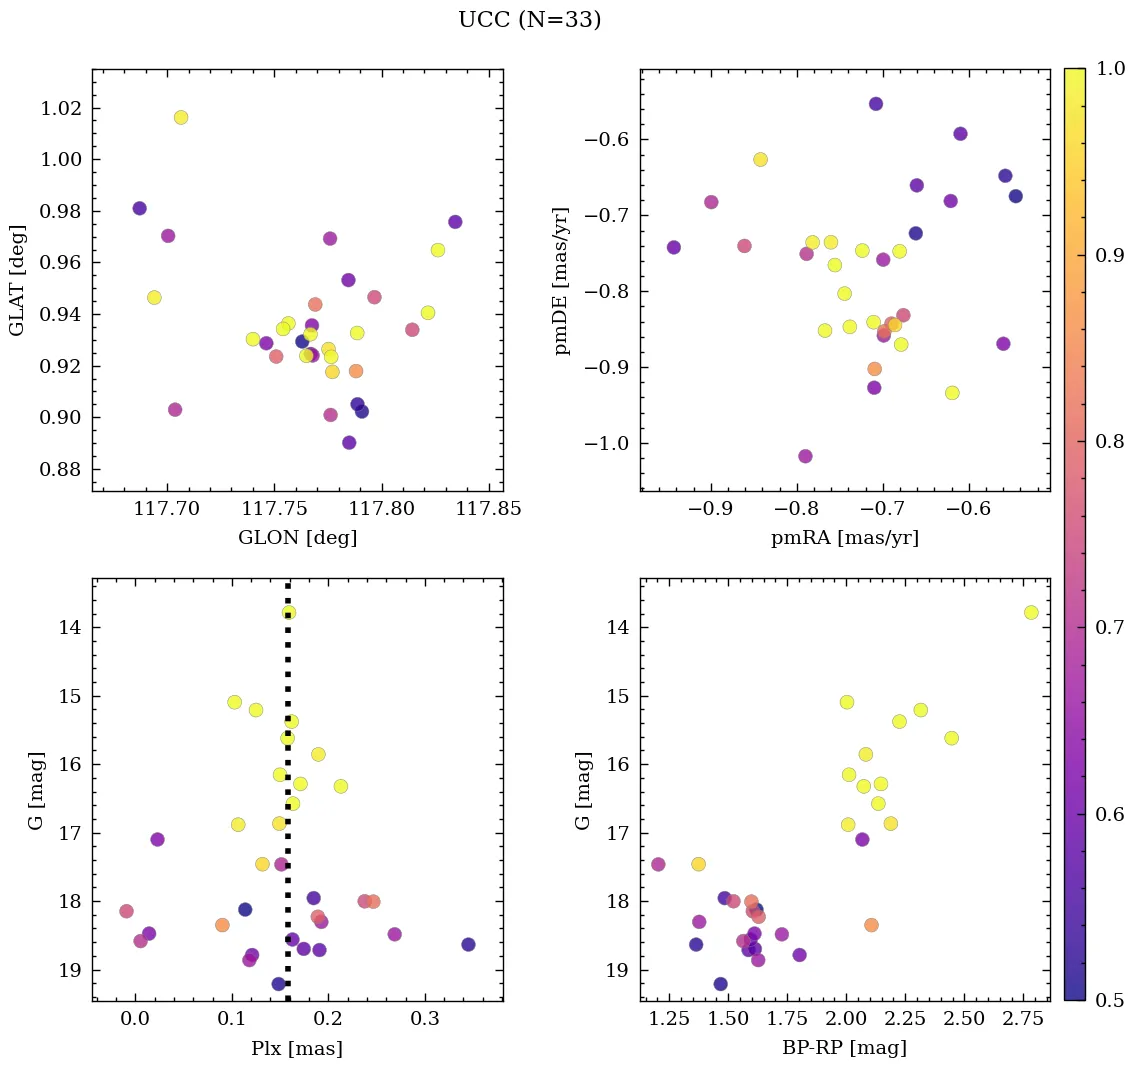 UCC (N=33)
1.02
1.00
0.98
0.96
0.94
0.92
0.90
0.88
GLAT [deg]
117.70 117.75 117.80 117.85
GLON [deg]
−0.6
−0.7
−0.8
−0.9
−1.0
pmDE [mas/yr]
−0.9 −0.8 −0.7 −0.6
pmRA [mas/yr]
14
15
16
17
18
19
G [mag]
0.0 0.1 0.2 0.3
Plx [mas]
14
15
16
17
18
19
G [mag]
1.25 1.50 1.75 2.00 2.25 2.50 2.75
BP-RP [mag]
1.0
0.9
0.8
0.7
0.6
0.5